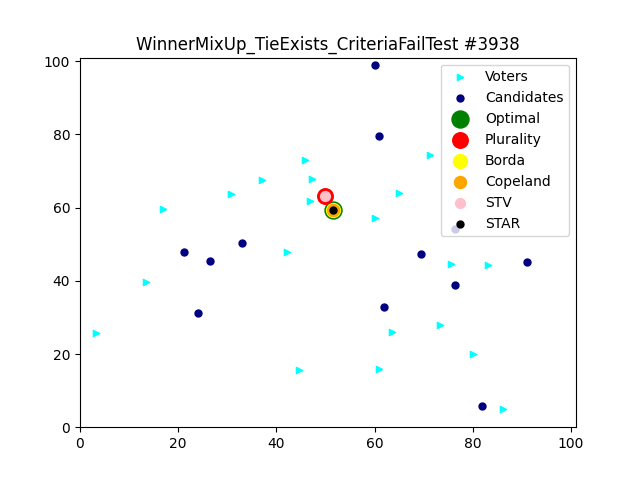 WinnerMixUp_TieExists_CriteriaFailTest #3938
100
80
60
40
20
0
0 20 40 60 80 100
Voters
Candidates
Optimal
Plurality
Borda
Copeland
STV
STAR